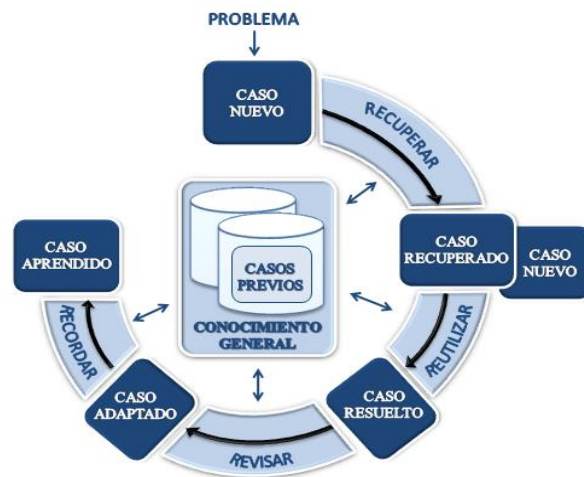 PROBLEMA
CASO
NUEVO
RECUPERAR
CASO
RECUPERADO
CASO
NUEVO
REUTILIZAR
CASO
RESUELTO
REVISAR
CASO
ADAPTADO
RECORDAR
CASO
APRENDIDO
CASOS
PREVIOS
CONOCIMIENTO
GENERAL